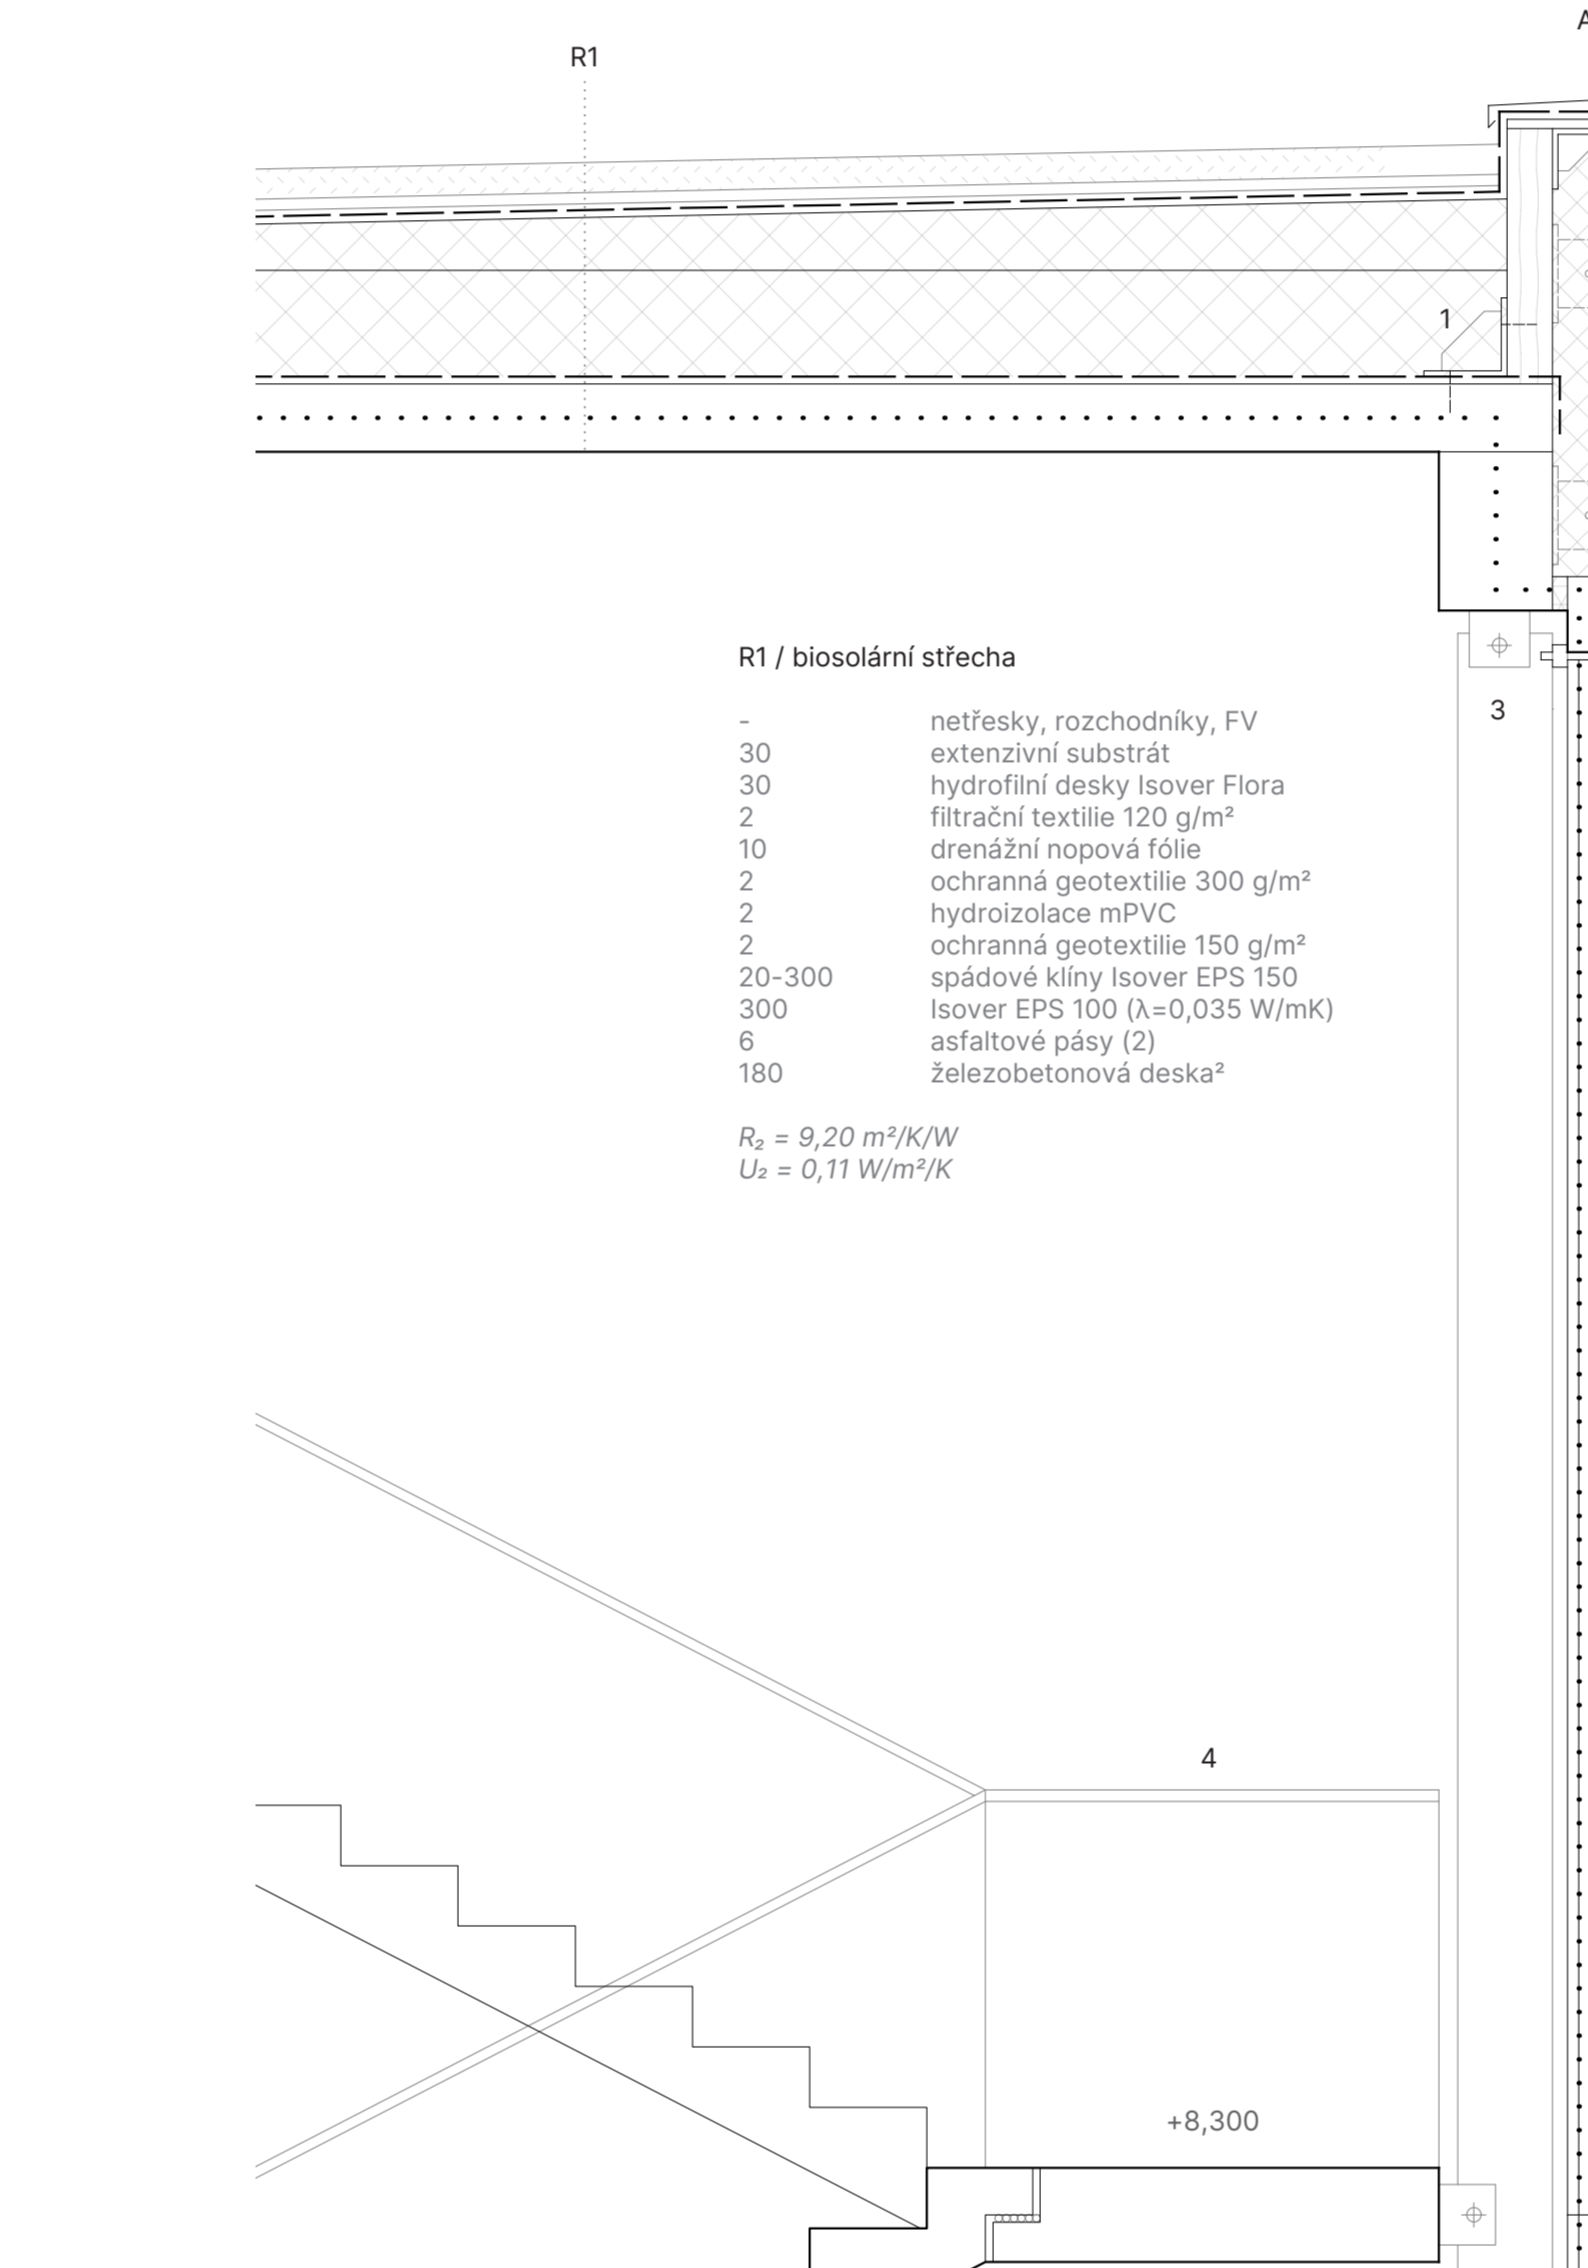 A
R1
1
R1 / biosolární střecha
3
- netřesky, rozchodníky, FV
30 extenzivní substrát
30 hydrofilní desky Isover Flora
2 filtrační textilie 120 g/m²
10 drenážní nopová fólie
2 ochranná geotextilie 300 g/m²
2 hydroizolace mPVC
2 ochranná geotextilie 150 g/m²
20-300 spádové klíny Isover EPS 150
300 Isover EPS 100 (λ=0,035 W/mK)
6 asfaltové pásy (2)
180 železobetonová deska²
R₂ = 9,20 m²/K/W
U₂ = 0,11 W/m²/K
4
+8,300